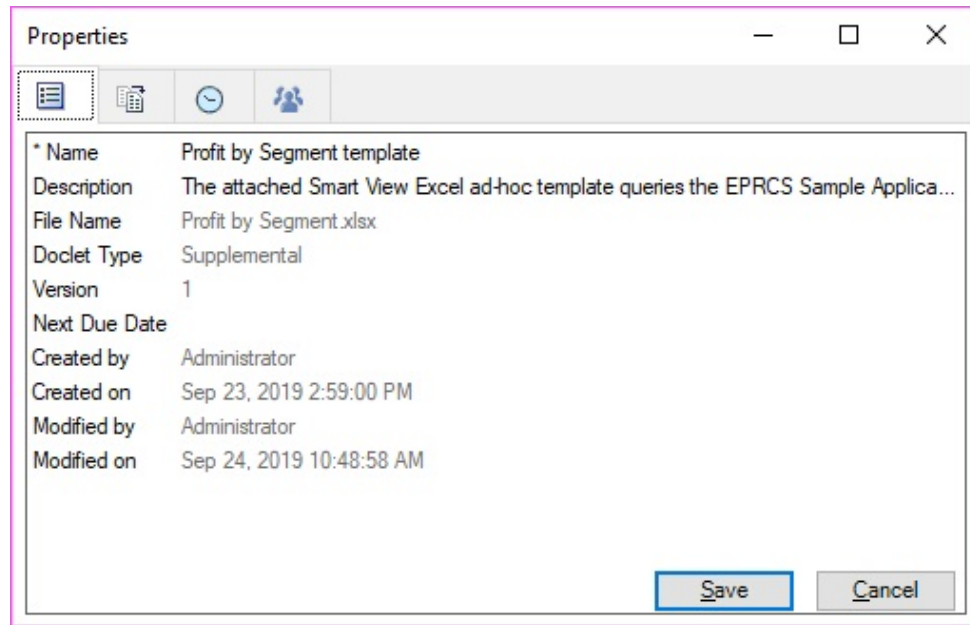 Properties
* Name Profit by Segment template
Description The attached Smart View Excel ad-hoc template queries the EPRCS Sample Applica...
File Name Profit by Segment.xlsx
Doclet Type Supplemental
Version 1
Next Due Date
Created by Administrator
Created on Sep 23, 2019 2:59:00 PM
Modified by Administrator
Modified on Sep 24, 2019 10:48:58 AM
Save Cancel